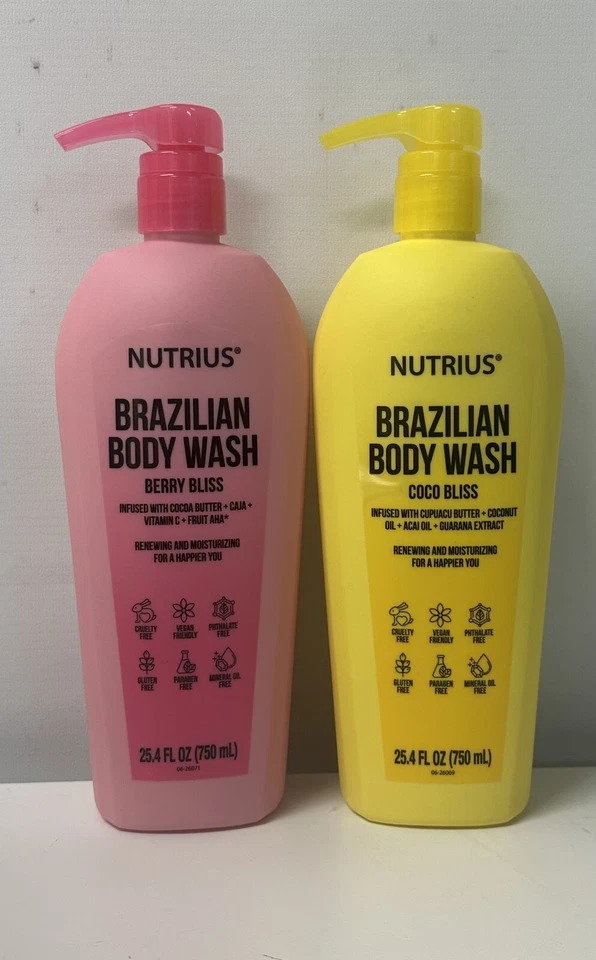 NUTRIUS®
BRAZILIAN
BODY WASH
BERRY BLISS
INFUSED WITH COCOA BUTTER + CAJA +
VITAMIN C + FRUIT AHA*
RENEWING AND MOISTURIZING
FOR A HAPPIER YOU
CRUELTY
FREE
VEGAN
FRIENDLY
PHTHALATE
FREE
GLUTEN
FREE
PARABEN
FREE
MINERAL OIL
FREE
25.4 FL OZ (750 mL)
06-26071
NUTRIUS®
BRAZILIAN
BODY WASH
COCO BLISS
INFUSED WITH CUPUACU BUTTER + COCONUT
OIL + ACAI OIL + GUARANA EXTRACT
RENEWING AND MOISTURIZING
FOR A HAPPIER YOU
CRUELTY
FREE
VEGAN
FRIENDLY
PHTHALATE
FREE
GLUTEN
FREE
PARABEN
FREE
MINERAL OIL
FREE
25.4 FL OZ (750 mL)
06-26069